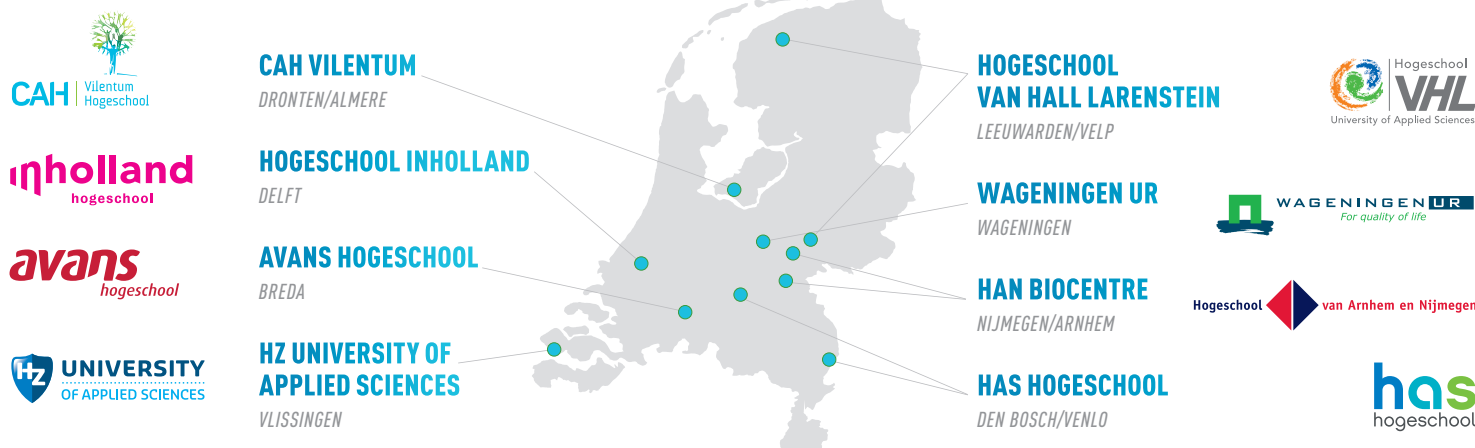 CAH
Vilentum
Hogeschool
CAH VILENTUM
DRONTEN/ALMERE
inholland
hogeschool
HOGESCHOOL INHOLLAND
DELFT
avans
hogeschool
AVANS HOGESCHOOL
BREDA
HZ
UNIVERSITY
OF APPLIED SCIENCES
HZ UNIVERSITY OF
APPLIED SCIENCES
VLISSINGEN
HOGESCHOOL
VAN HALL LARENSTEIN
LEEUWARDEN/VELP
Hogeschool
VHL
University of Applied Sciences
WAGENINGEN UR
WAGENINGEN
WAGENINGEN UR
For quality of life
HAN BIOCENTRE
NIJMEGEN/ARNHEM
Hogeschool van Arnhem en Nijmegen
HAS HOGESCHOOL
DEN BOSCH/VENLO
has
hogeschool